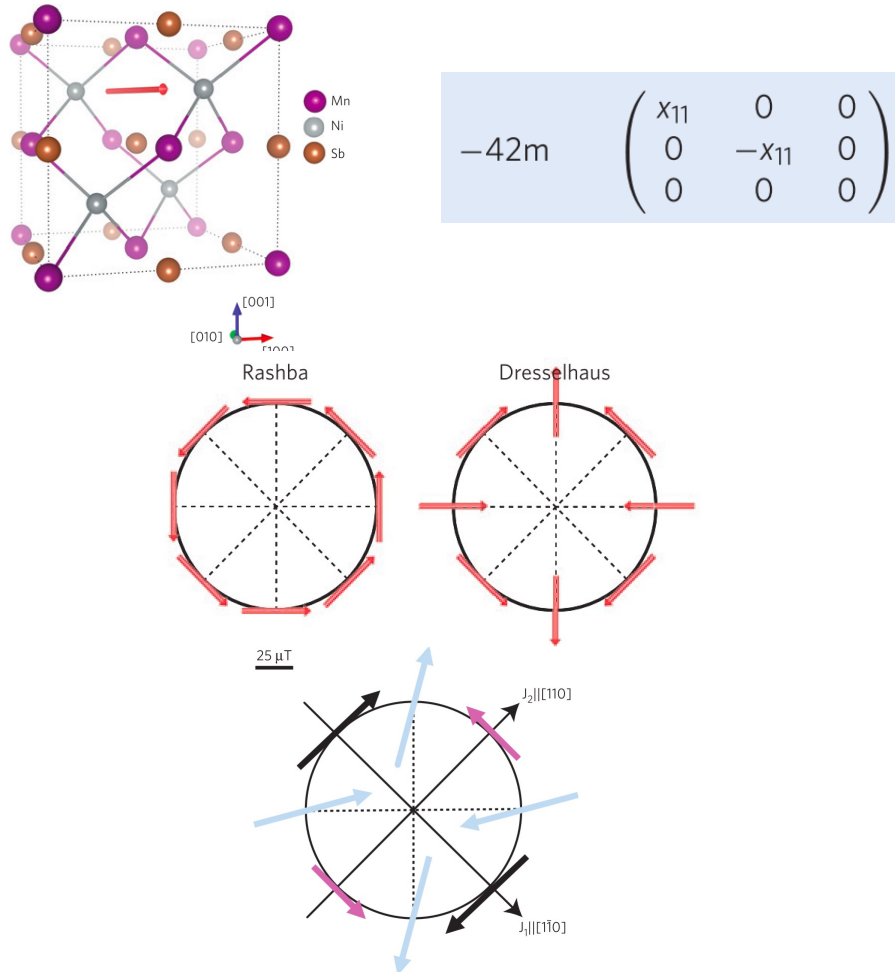 Mn
Ni
Sb
−42m
x₁₁ 0 0
0 −x₁₁ 0
0 0 0
[001]
[010]
[100]
Rashba
Dresselhaus
25 μT
J₂||[110]
J₁||[11̄0]